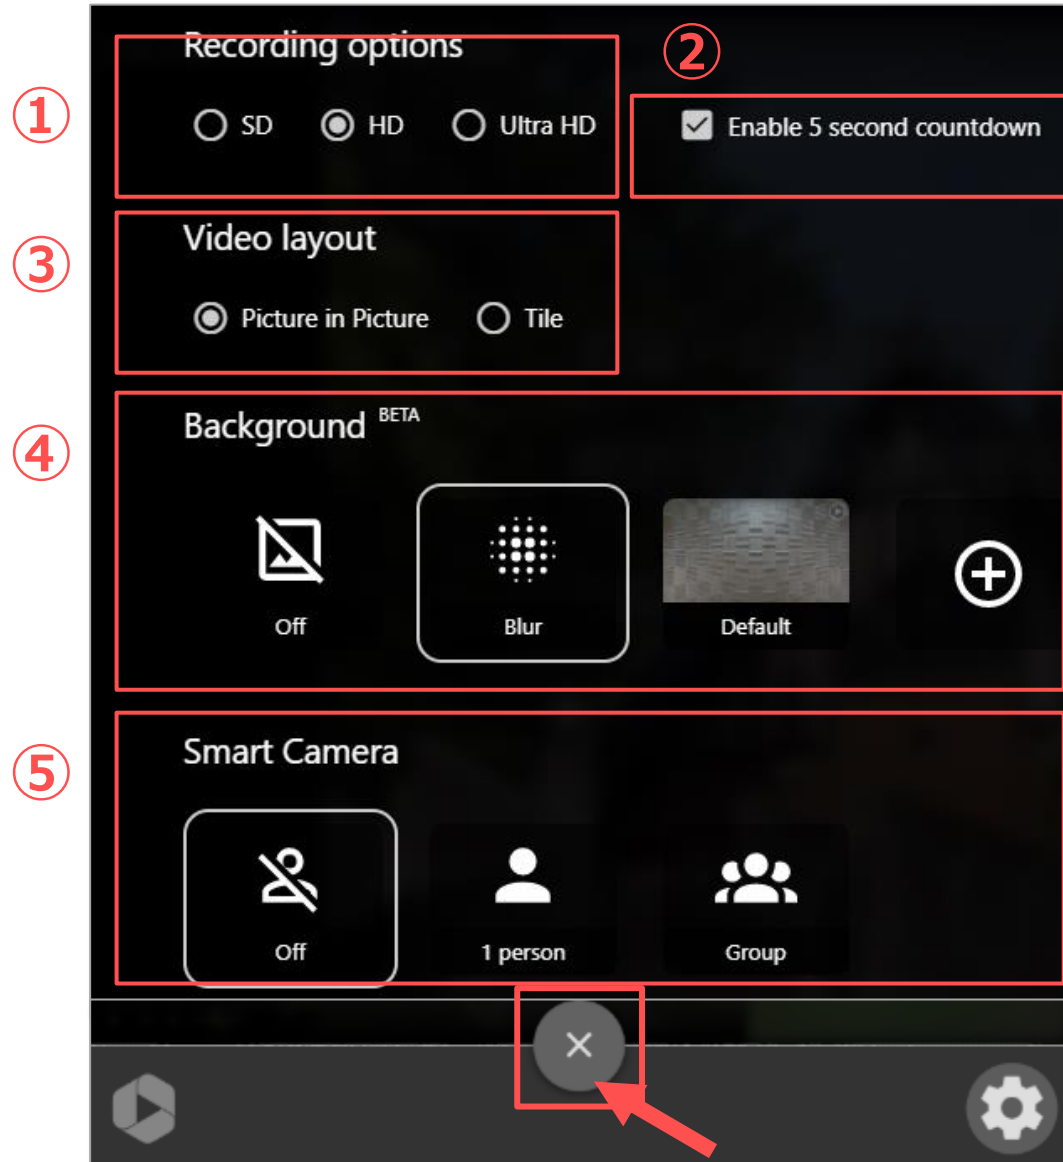 Recording options
②
①
SD HD Ultra HD
Enable 5 second countdown
③
Video layout
Picture in Picture Tile
④
Background BETA
Off Blur Default
⑤
Smart Camera
Off 1 person Group